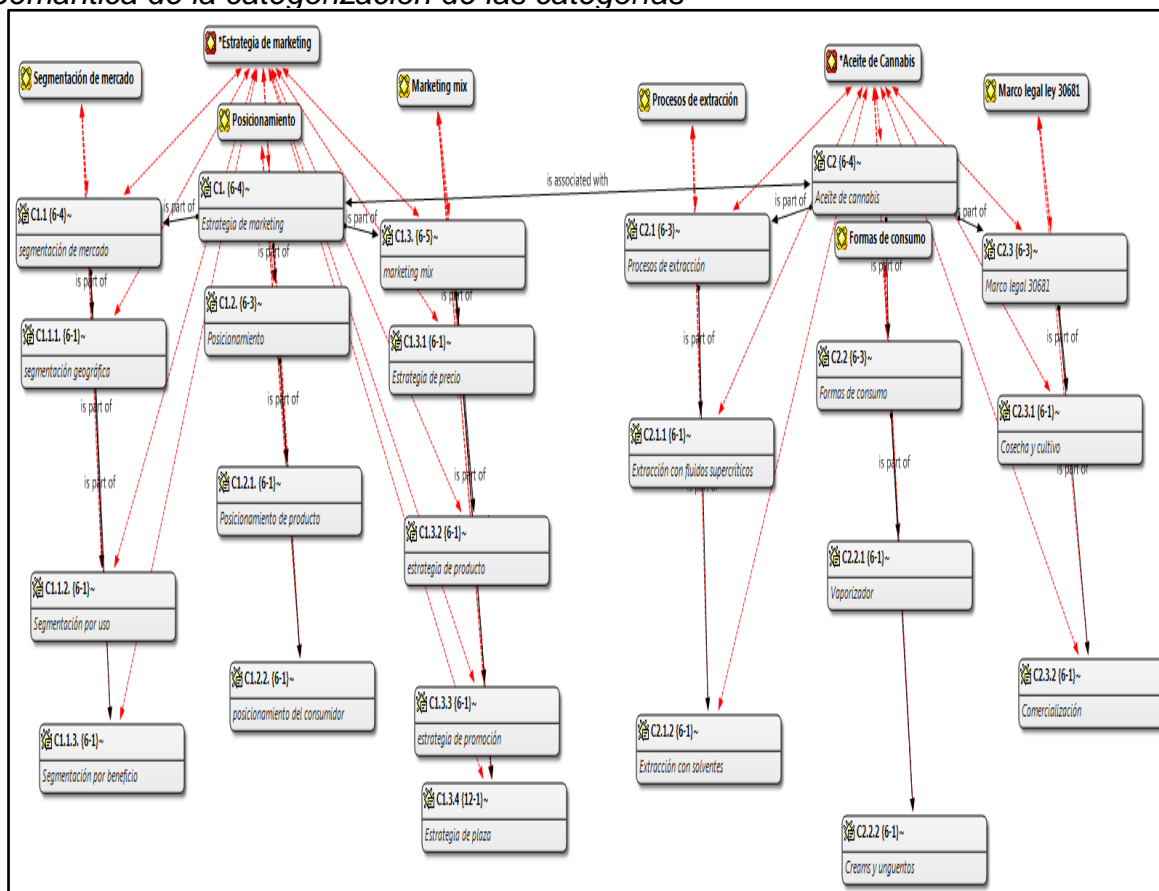 semántica de la categorización de las categorías
*Estrategia de marketing
Segmentación de mercado
Marketing mix
Posicionamiento
*Aceite de Cannabis
Procesos de extracción
Marco legal ley 30681
C1.1 {6-4}~
segmentación de mercado
is part of
C1. {6-4}~
Estrategia de marketing
is part of
is associated with
C1.3. {6-5}~
marketing mix
is part of
is part of
is part of
C1.1.1. {6-1}~
segmentación geográfica
is part of
C1.2. {6-3}~
Posicionamiento
is part of
C1.3.1 {6-1}~
Estrategia de precio
is part of
is part of
C1.2.1. {6-1}~
Posicionamiento de producto
C1.3.2 {6-1}~
estrategia de producto
C1.1.2. {6-1}~
Segmentación por uso
C1.2.2. {6-1}~
posicionamiento del consumidor
C1.3.3 {6-1}~
estrategia de promoción
C1.1.3. {6-1}~
Segmentación por beneficio
C1.3.4 {12-1}~
Estrategia de plaza
C2 {6-4}~
Aceite de cannabis
is part of
is part of
C2.1 {6-3}~
Procesos de extracción
Formas de consumo
is part of
C2.3 {6-3}~
Marco legal 30681
is part of
is part of
C2.2 {6-3}~
Formas de consumo
C2.1.1 {6-1}~
Extracción con fluidos supercríticos
is part of
is part of
C2.3.1 {6-1}~
Cosecha y cultivo
is part of
C2.2.1 {6-1}~
Vaporizador
C2.3.2 {6-1}~
Comercialización
C2.1.2 {6-1}~
Extracción con solventes
C2.2.2 {6-1}~
Creams y unguentos